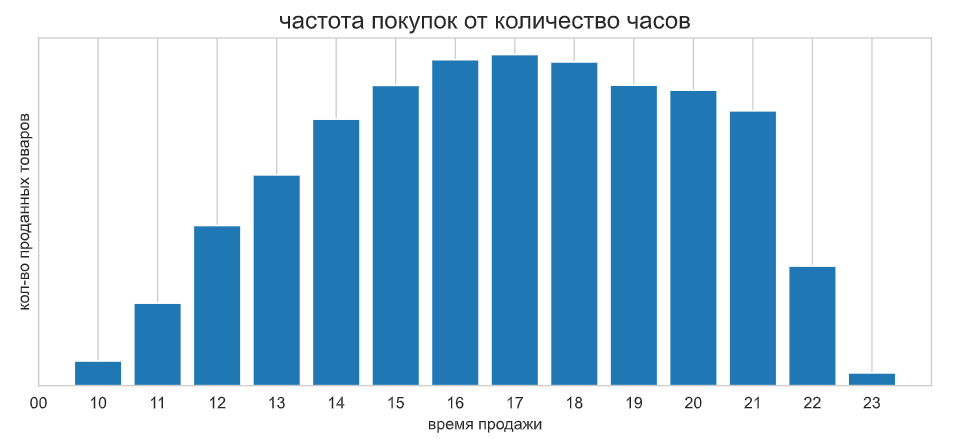 частота покупок от количество часов
кол-во проданных товаров
00 10 11 12 13 14 15 16 17 18 19 20 21 22 23
время продажи